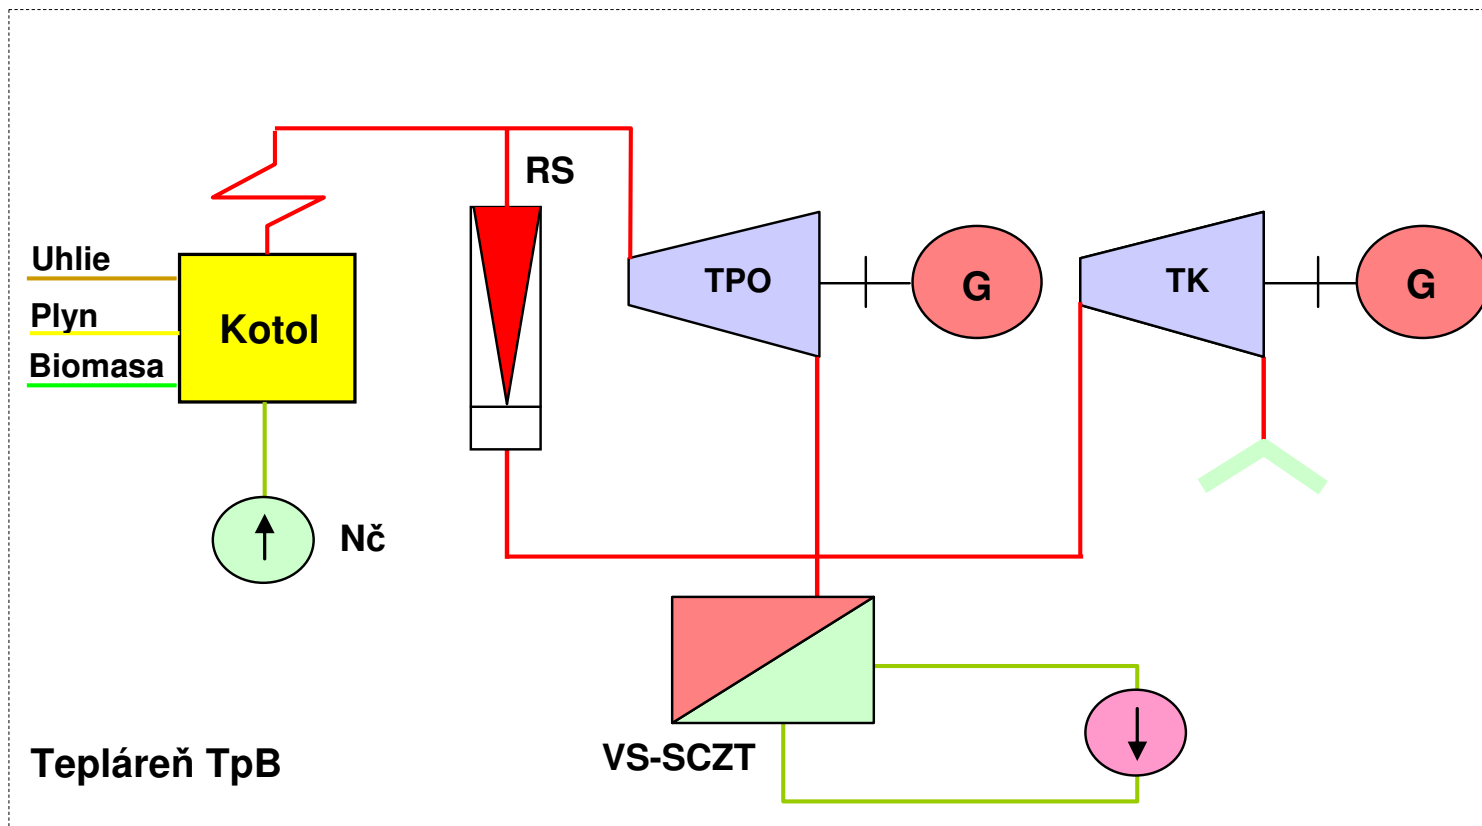 RS
Uhlie
Plyn
Biomasa
Kotol
TPO
G
TK
G
Nč
VS-SCZT
Tepláreň TpB